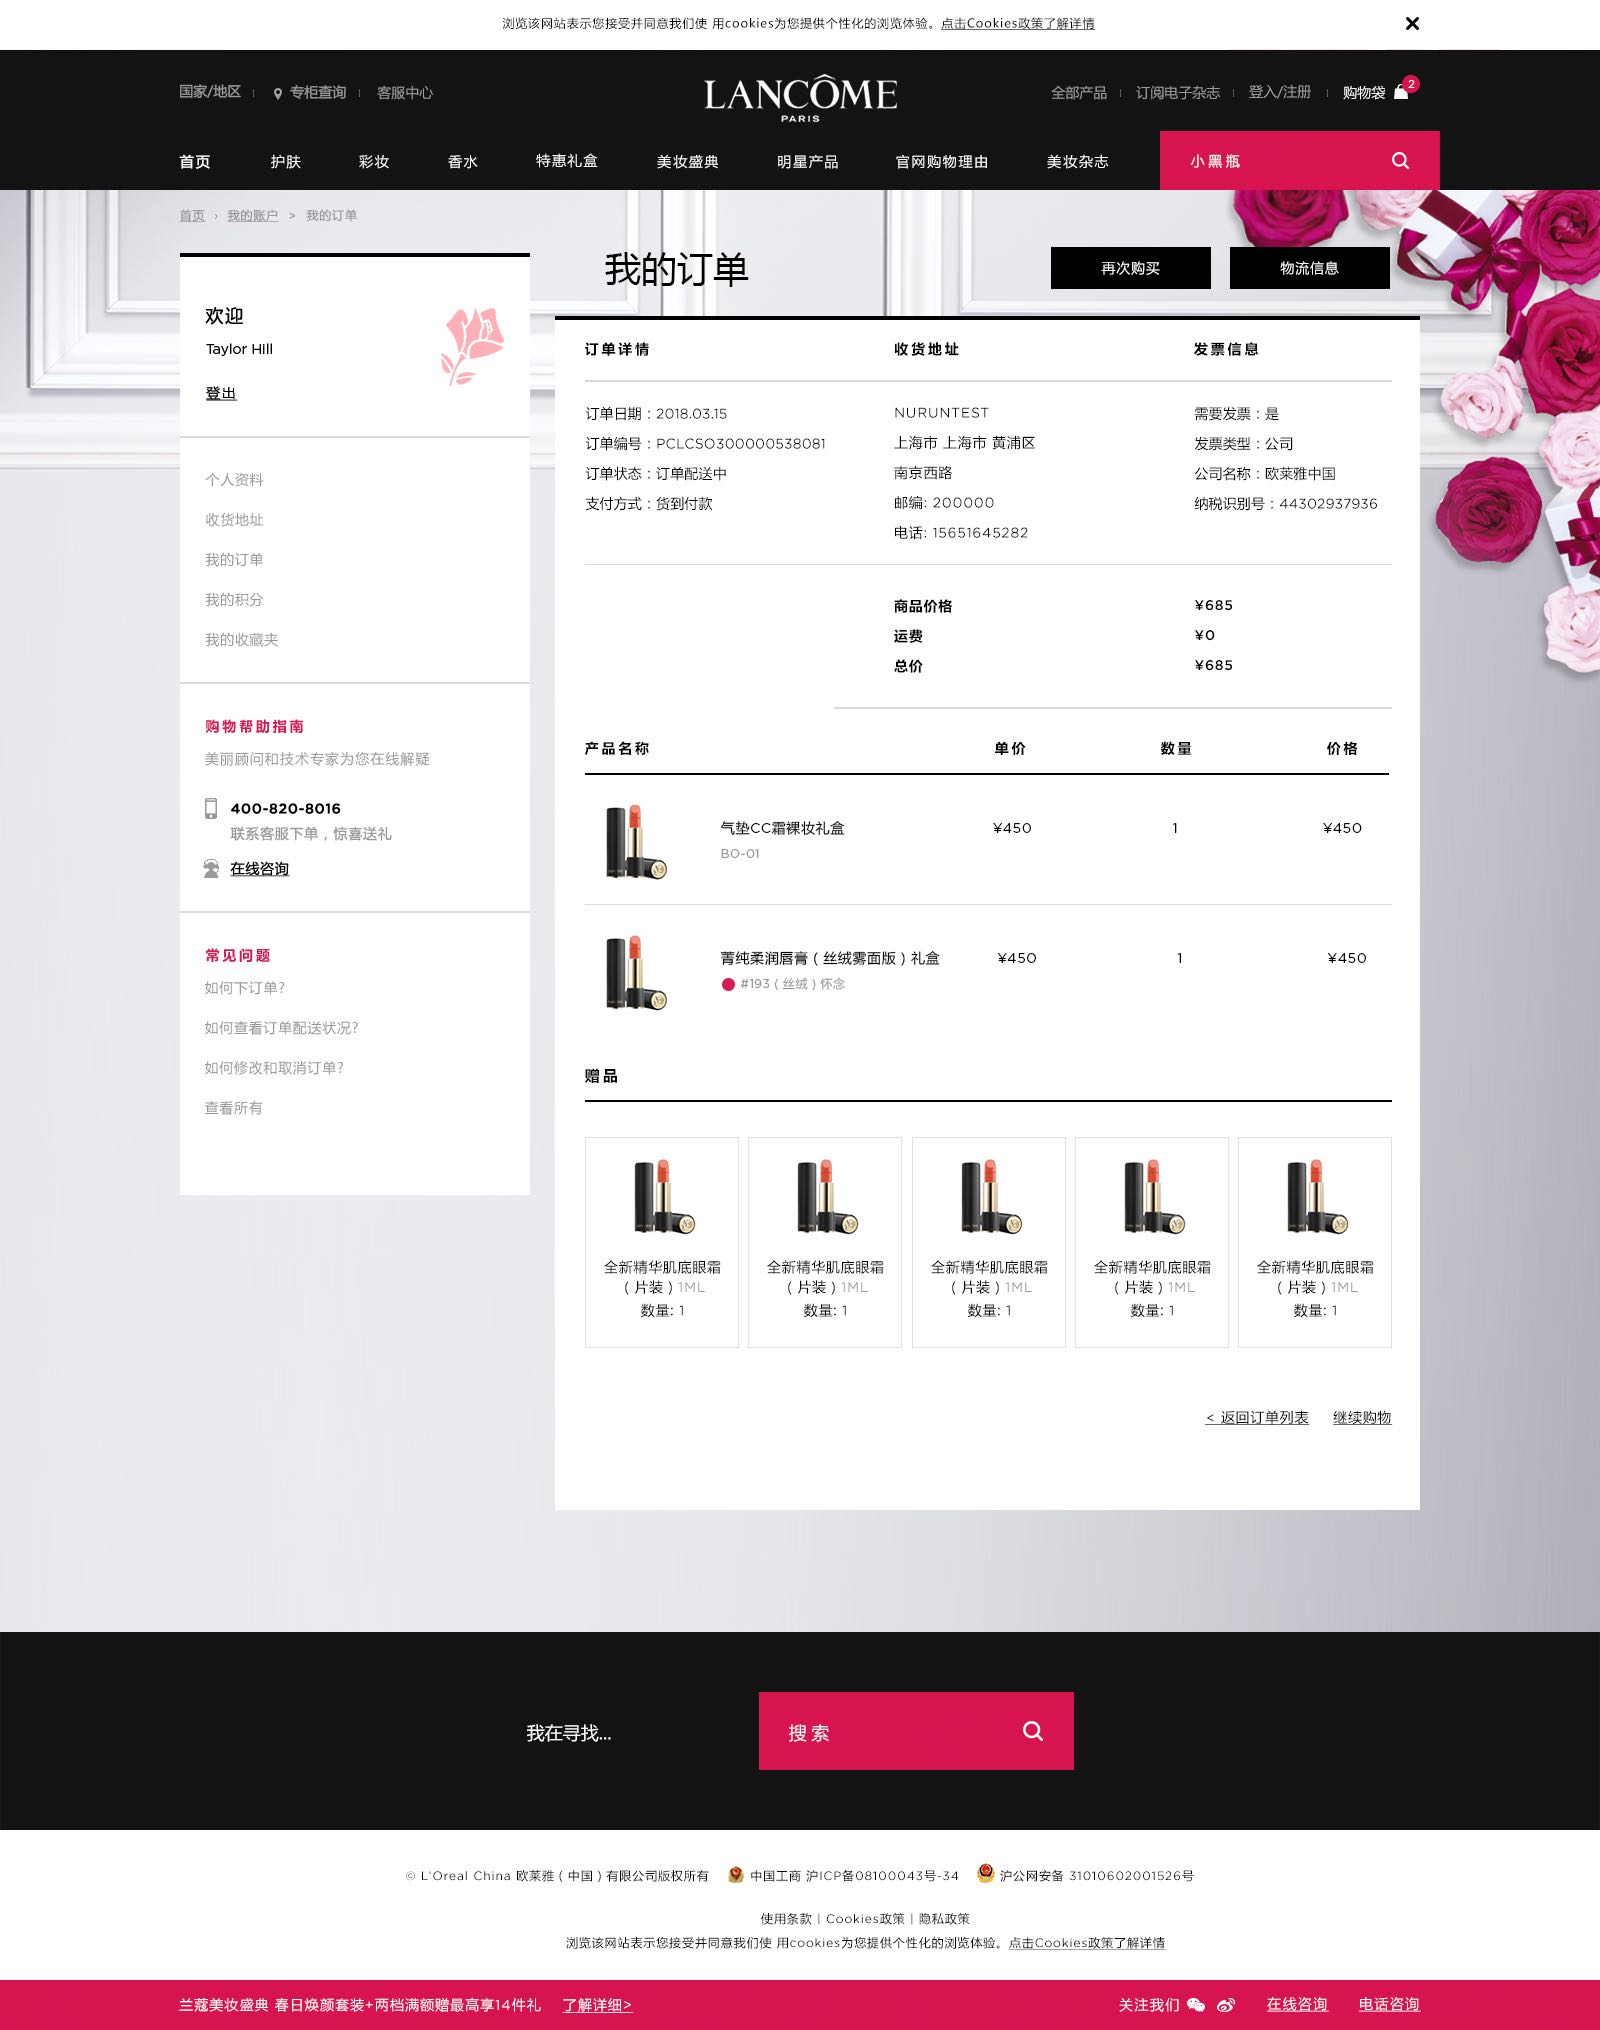 浏览该网站表示您接受并同意我们使 用cookies为您提供个性化的浏览体验。点击Cookies政策了解详情
国家/地区 专柜查询 客服中心
LANCÔME
PARIS
全部产品 订阅电子杂志 登入/注册 购物袋 2
首页 护肤 彩妆 香水 特惠礼盒 美妆盛典 明星产品 官网购物理由 美妆杂志 小黑瓶
首页 › 我的账户 > 我的订单
欢迎
Taylor Hill
登出
个人资料
收货地址
我的订单
我的积分
我的收藏夹
购物帮助指南
美丽顾问和技术专家为您在线解疑
400-820-8016
联系客服下单，惊喜送礼
在线咨询
常见问题
如何下订单?
如何查看订单配送状况?
如何修改和取消订单?
查看所有
我的订单
再次购买 物流信息
订单详情 收货地址 发票信息
订单日期：2018.03.15 NURUNTEST 需要发票：是
订单编号：PCLCSO300000538081 上海市 上海市 黄浦区 发票类型：公司
订单状态：订单配送中 南京西路 公司名称：欧莱雅中国
支付方式：货到付款 邮编: 200000 纳税识别号：44302937936
电话: 15651645282
商品价格 ¥685
运费 ¥0
总价 ¥685
产品名称 单价 数量 价格
气垫CC霜裸妆礼盒 ¥450 1 ¥450
BO-01
菁纯柔润唇膏（丝绒雾面版）礼盒 ¥450 1 ¥450
#193（丝绒）怀念
赠品
全新精华肌底眼霜 全新精华肌底眼霜 全新精华肌底眼霜 全新精华肌底眼霜 全新精华肌底眼霜
（片装）1ML （片装）1ML （片装）1ML （片装）1ML （片装）1ML
数量: 1 数量: 1 数量: 1 数量: 1 数量: 1
< 返回订单列表 继续购物
我在寻找... 搜索
© L'Oreal China 欧莱雅（中国）有限公司版权所有 中国工商 沪ICP备08100043号-34 沪公网安备 31010602001526号
使用条款 | Cookies政策 | 隐私政策
浏览该网站表示您接受并同意我们使 用cookies为您提供个性化的浏览体验。点击Cookies政策了解详情
兰蔻美妆盛典 春日焕颜套装+两档满额赠最高享14件礼 了解详细> 关注我们 在线咨询 电话咨询